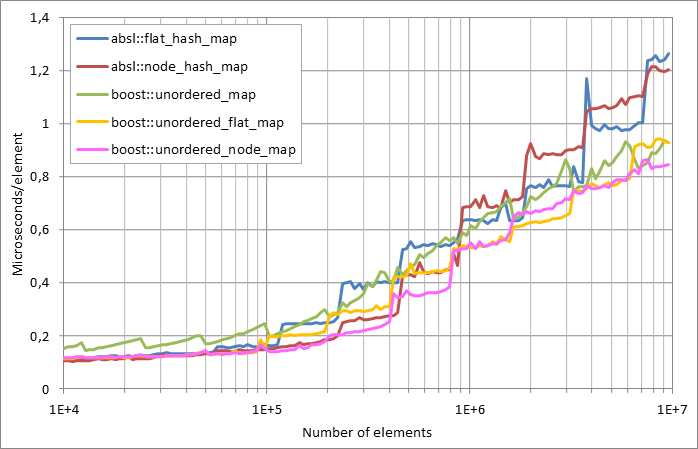 1,4
1,2
1
0,8
0,6
0,4
0,2
0
Microseconds/element
absl::flat_hash_map
absl::node_hash_map
boost::unordered_map
boost::unordered_flat_map
boost::unordered_node_map
1E+4
1E+5
1E+6
1E+7
Number of elements